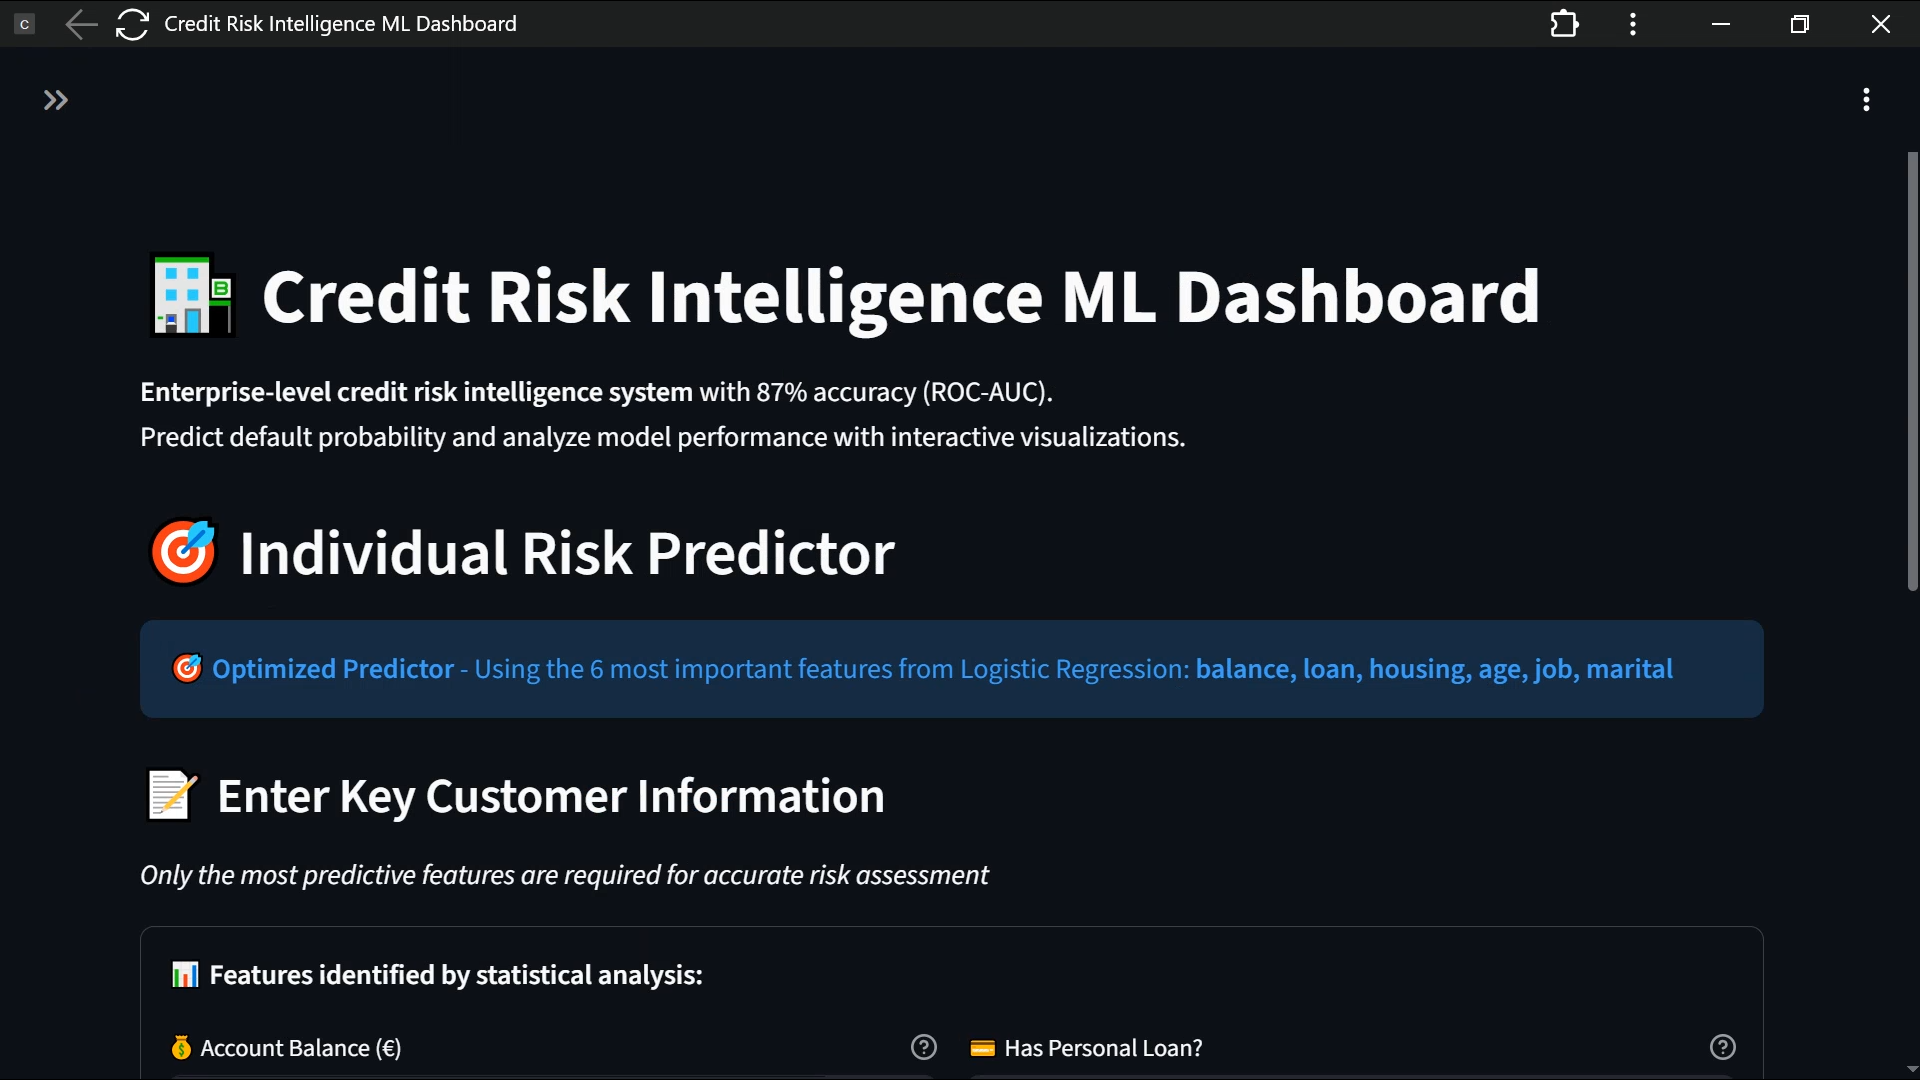 C
Credit Risk Intelligence ML Dashboard
B
Credit Risk Intelligence ML Dashboard
Enterprise-level credit risk intelligence system with 87% accuracy (ROC-AUC).
Predict default probability and analyze model performance with interactive visualizations.
Individual Risk Predictor
Optimized Predictor - Using the 6 most important features from Logistic Regression: balance, loan, housing, age, job, marital
Enter Key Customer Information
Only the most predictive features are required for accurate risk assessment
Features identified by statistical analysis:
Account Balance (€)
Has Personal Loan?